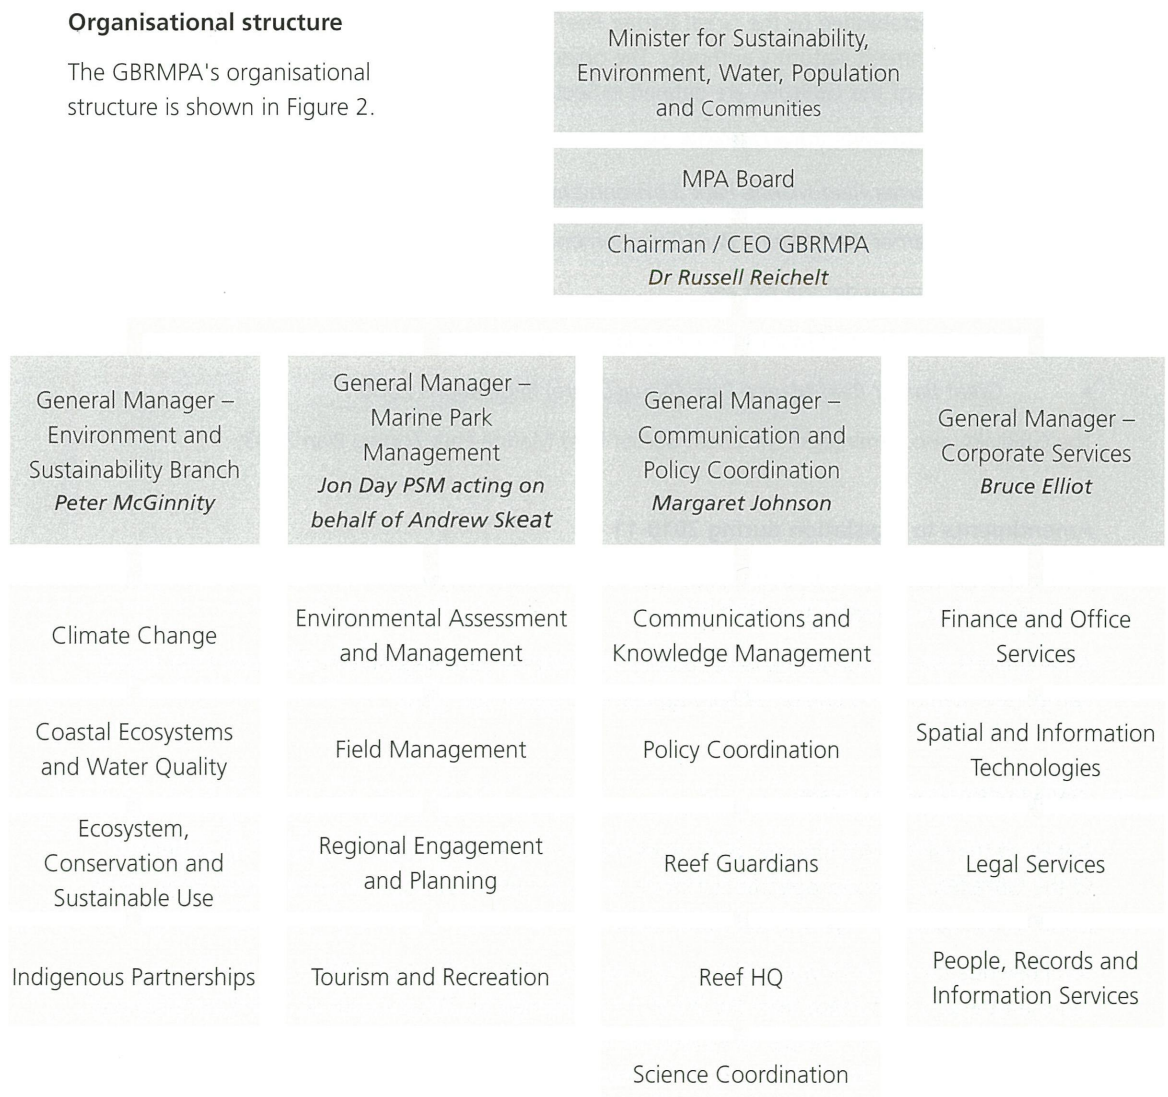 Organisational structure
The GBRMPA's organisational
structure is shown in Figure 2.
Minister for Sustainability,
Environment, Water, Population
and Communities
MPA Board
Chairman / CEO GBRMPA
Dr Russell Reichelt
General Manager –
Environment and
Sustainability Branch
Peter McGinnity
General Manager –
Marine Park
Management
Jon Day PSM acting on
behalf of Andrew Skeat
General Manager –
Communication and
Policy Coordination
Margaret Johnson
General Manager –
Corporate Services
Bruce Elliot
Climate Change
Coastal Ecosystems
and Water Quality
Ecosystem,
Conservation and
Sustainable Use
Indigenous Partnerships
Environmental Assessment
and Management
Field Management
Regional Engagement
and Planning
Tourism and Recreation
Communications and
Knowledge Management
Policy Coordination
Reef Guardians
Reef HQ
Science Coordination
Finance and Office
Services
Spatial and Information
Technologies
Legal Services
People, Records and
Information Services